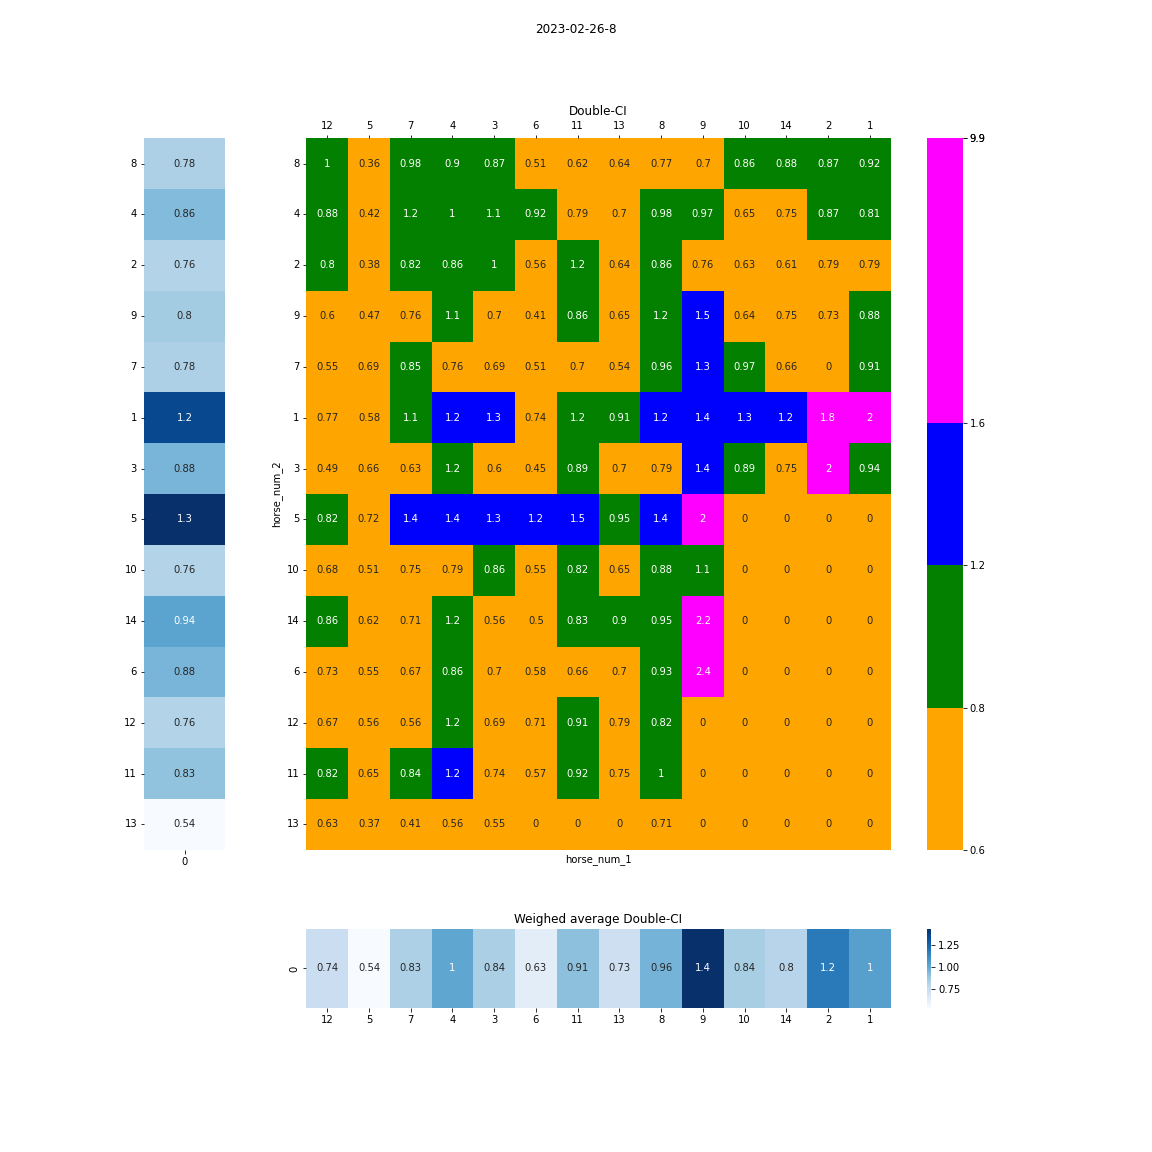 2023-02-26-8
Double-CI
12 5 7 4 3 6 11 13 8 9 10 14 2 1
9.9
8 0.78 8 1 0.36 0.98 0.9 0.87 0.51 0.62 0.64 0.77 0.7 0.86 0.88 0.87 0.92
4 0.86 4 0.88 0.42 1.2 1 1.1 0.92 0.79 0.7 0.98 0.97 0.65 0.75 0.87 0.81
2 0.76 2 0.8 0.38 0.82 0.86 1 0.56 1.2 0.64 0.86 0.76 0.63 0.61 0.79 0.79
9 0.8 9 0.6 0.47 0.76 1.1 0.7 0.41 0.86 0.65 1.2 1.5 0.64 0.75 0.73 0.88
7 0.78 7 0.55 0.69 0.85 0.76 0.69 0.51 0.7 0.54 0.96 1.3 0.97 0.66 0 0.91
1 1.2 1 0.77 0.58 1.1 1.2 1.3 0.74 1.2 0.91 1.2 1.4 1.3 1.2 1.8 2
1.6
3 0.88 3 0.49 0.66 0.63 1.2 0.6 0.45 0.89 0.7 0.79 1.4 0.89 0.75 2 0.94
horse_num_2
5 1.3 5 0.82 0.72 1.4 1.4 1.3 1.2 1.5 0.95 1.4 2 0 0 0 0
1.2
10 0.76 10 0.68 0.51 0.75 0.79 0.86 0.55 0.82 0.65 0.88 1.1 0 0 0 0
14 0.94 14 0.86 0.62 0.71 1.2 0.56 0.5 0.83 0.9 0.95 2.2 0 0 0 0
6 0.88 6 0.73 0.55 0.67 0.86 0.7 0.58 0.66 0.7 0.93 2.4 0 0 0 0
0.8
12 0.76 12 0.67 0.56 0.56 1.2 0.69 0.71 0.91 0.79 0.82 0 0 0 0 0
11 0.83 11 0.82 0.65 0.84 1.2 0.74 0.57 0.92 0.75 1 0 0 0 0 0
13 0.54 13 0.63 0.37 0.41 0.56 0.55 0 0 0 0.71 0 0 0 0 0
0.6
0
horse_num_1
Weighed average Double-CI
0 0.74 0.54 0.83 1 0.84 0.63 0.91 0.73 0.96 1.4 0.84 0.8 1.2 1
1.25
1.00
0.75
12 5 7 4 3 6 11 13 8 9 10 14 2 1